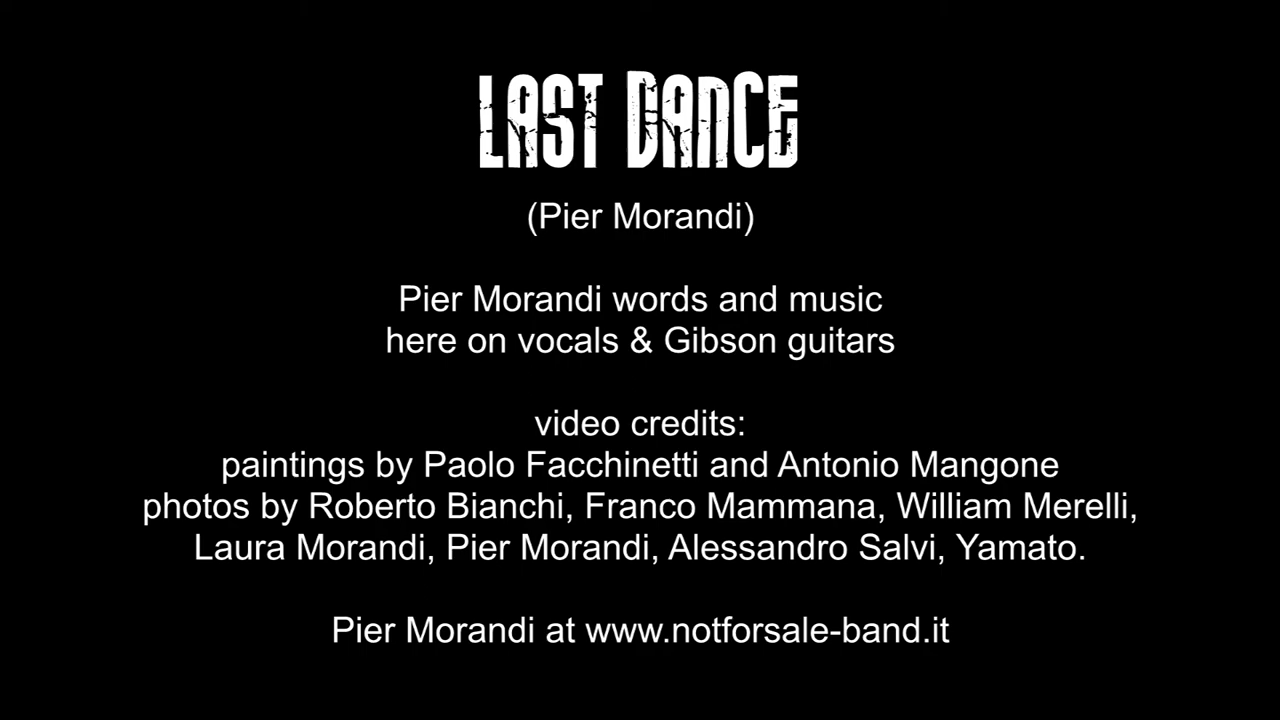 LAST DANCE
(Pier Morandi)
Pier Morandi words and music
here on vocals & Gibson guitars
video credits:
paintings by Paolo Facchinetti and Antonio Mangone
photos by Roberto Bianchi, Franco Mammana, William Merelli,
Laura Morandi, Pier Morandi, Alessandro Salvi, Yamato.
Pier Morandi at www.notforsale-band.it